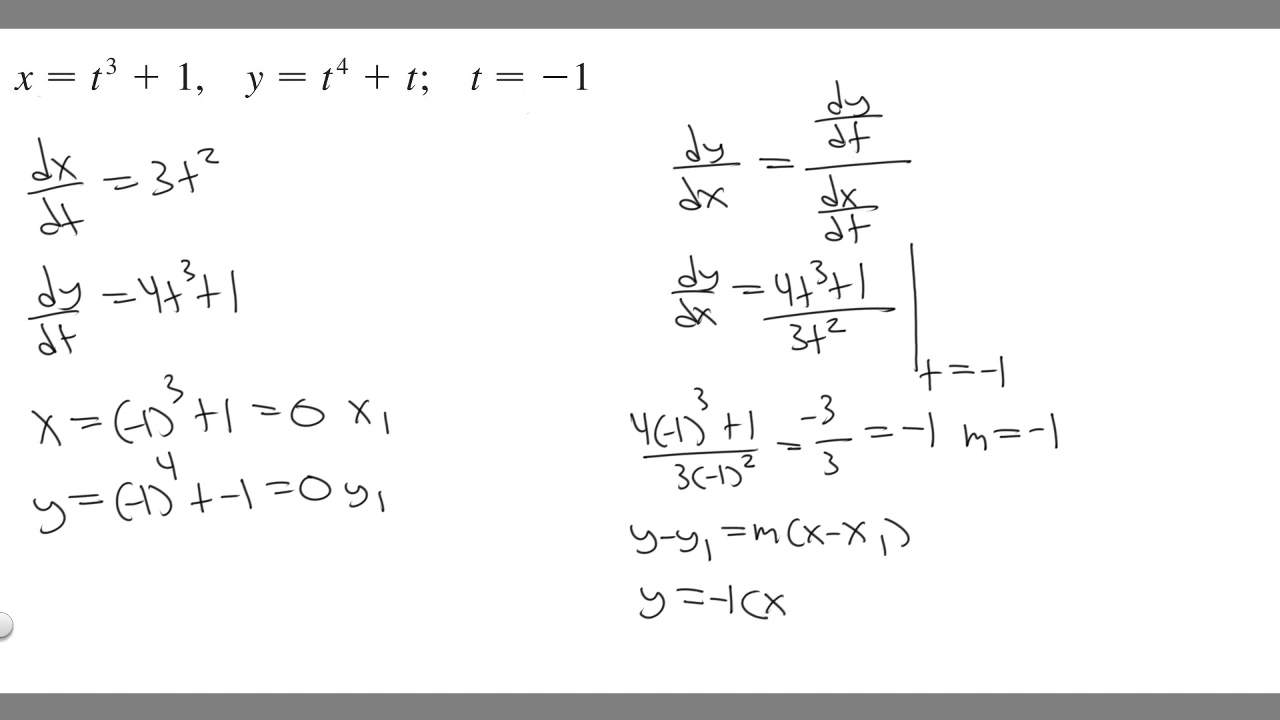 x = t³ + 1, y = t⁴ + t; t = −1
dx/dt = 3t²
dy/dt = 4t³+1
x = (-1)³ +1 = 0 x₁
y = (-1)⁴ + -1 = 0 y₁
dy/dx = (dy/dt)/(dx/dt)
dy/dx = (4t³+1)/(3t²) | t = -1
(4(-1)³ +1)/(3(-1)²) = -3/3 = -1 m = -1
y-y₁ = m(x-x₁)
y = -1(x